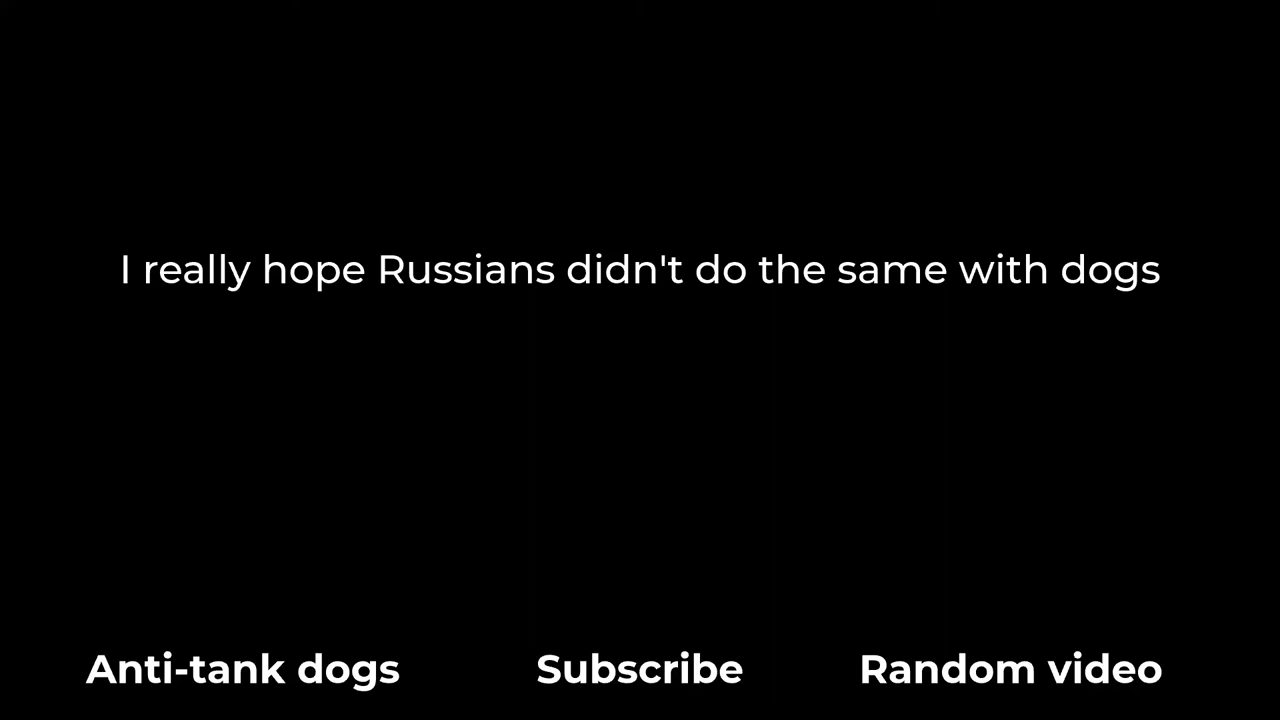 I really hope Russians didn't do the same with dogs
Anti-tank dogs
Subscribe
Random video